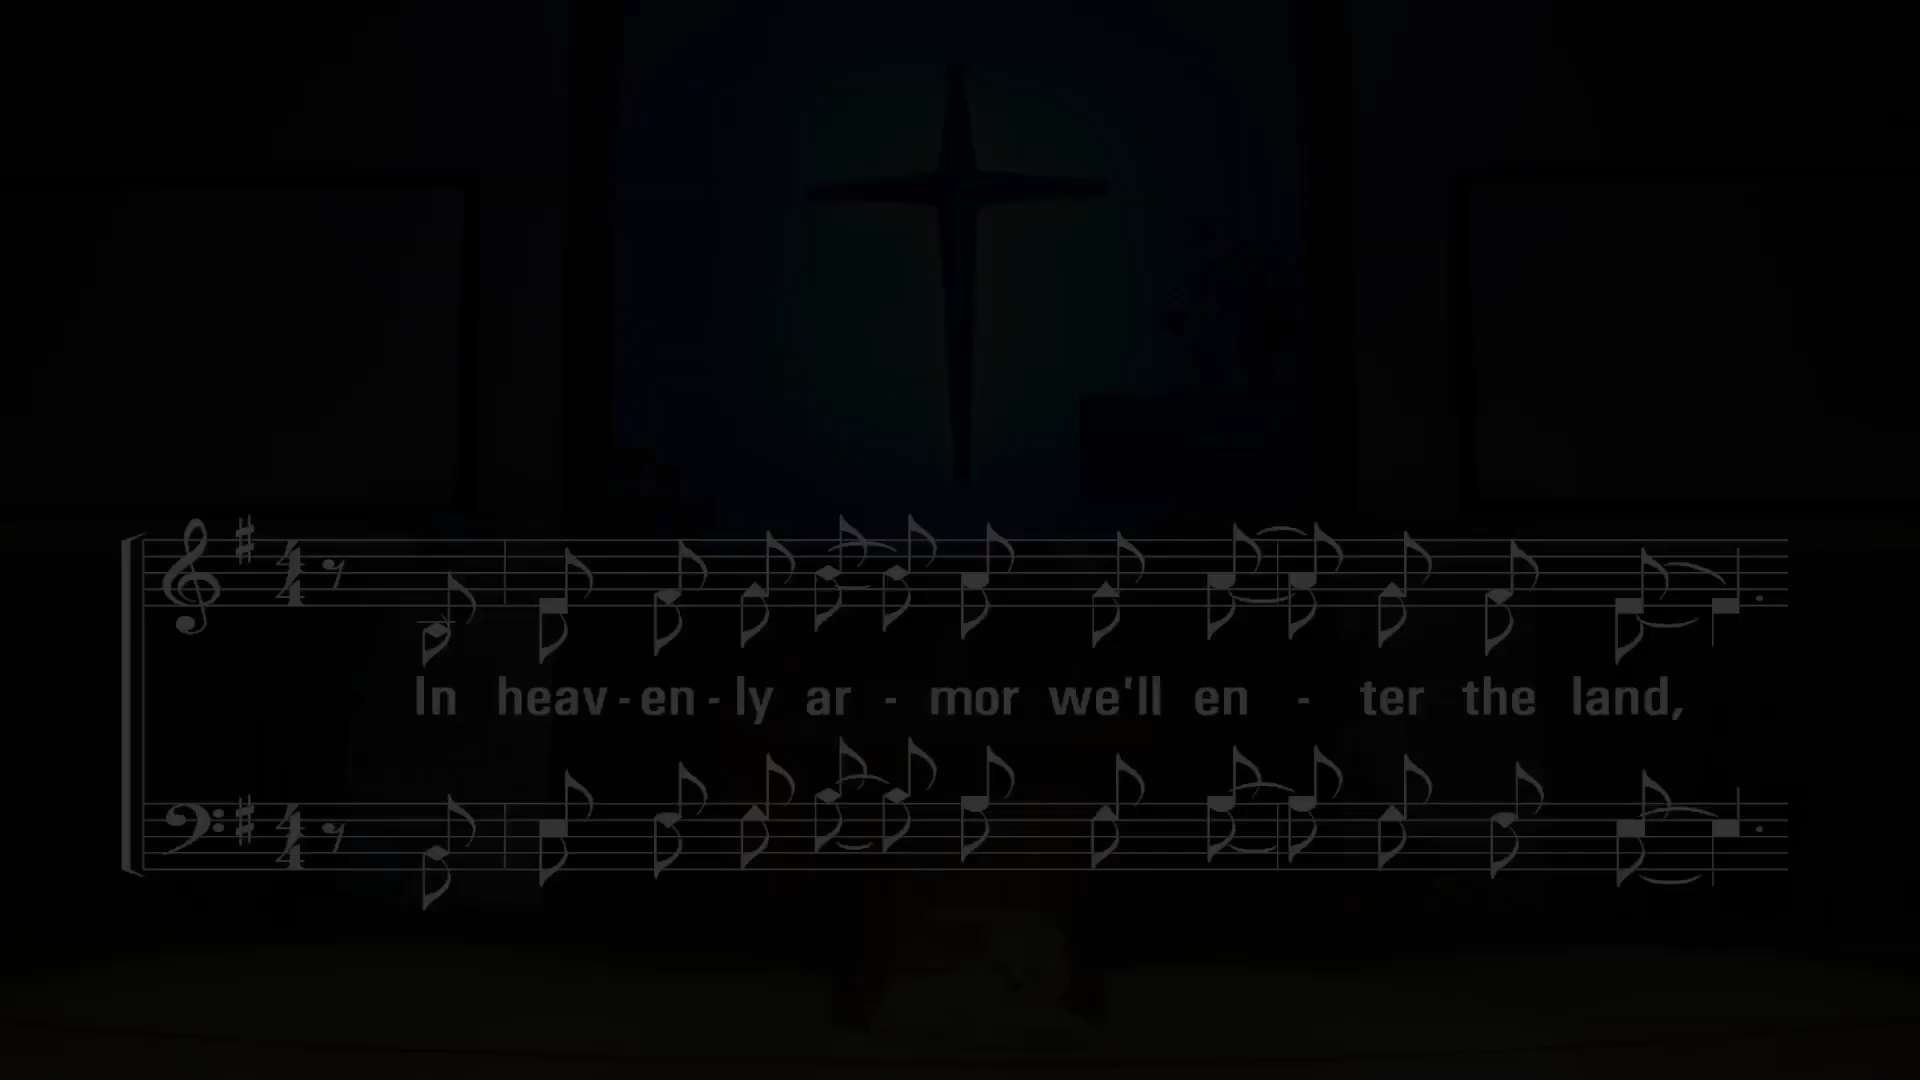 In heav-en-ly ar - mor we'll en - ter the land,